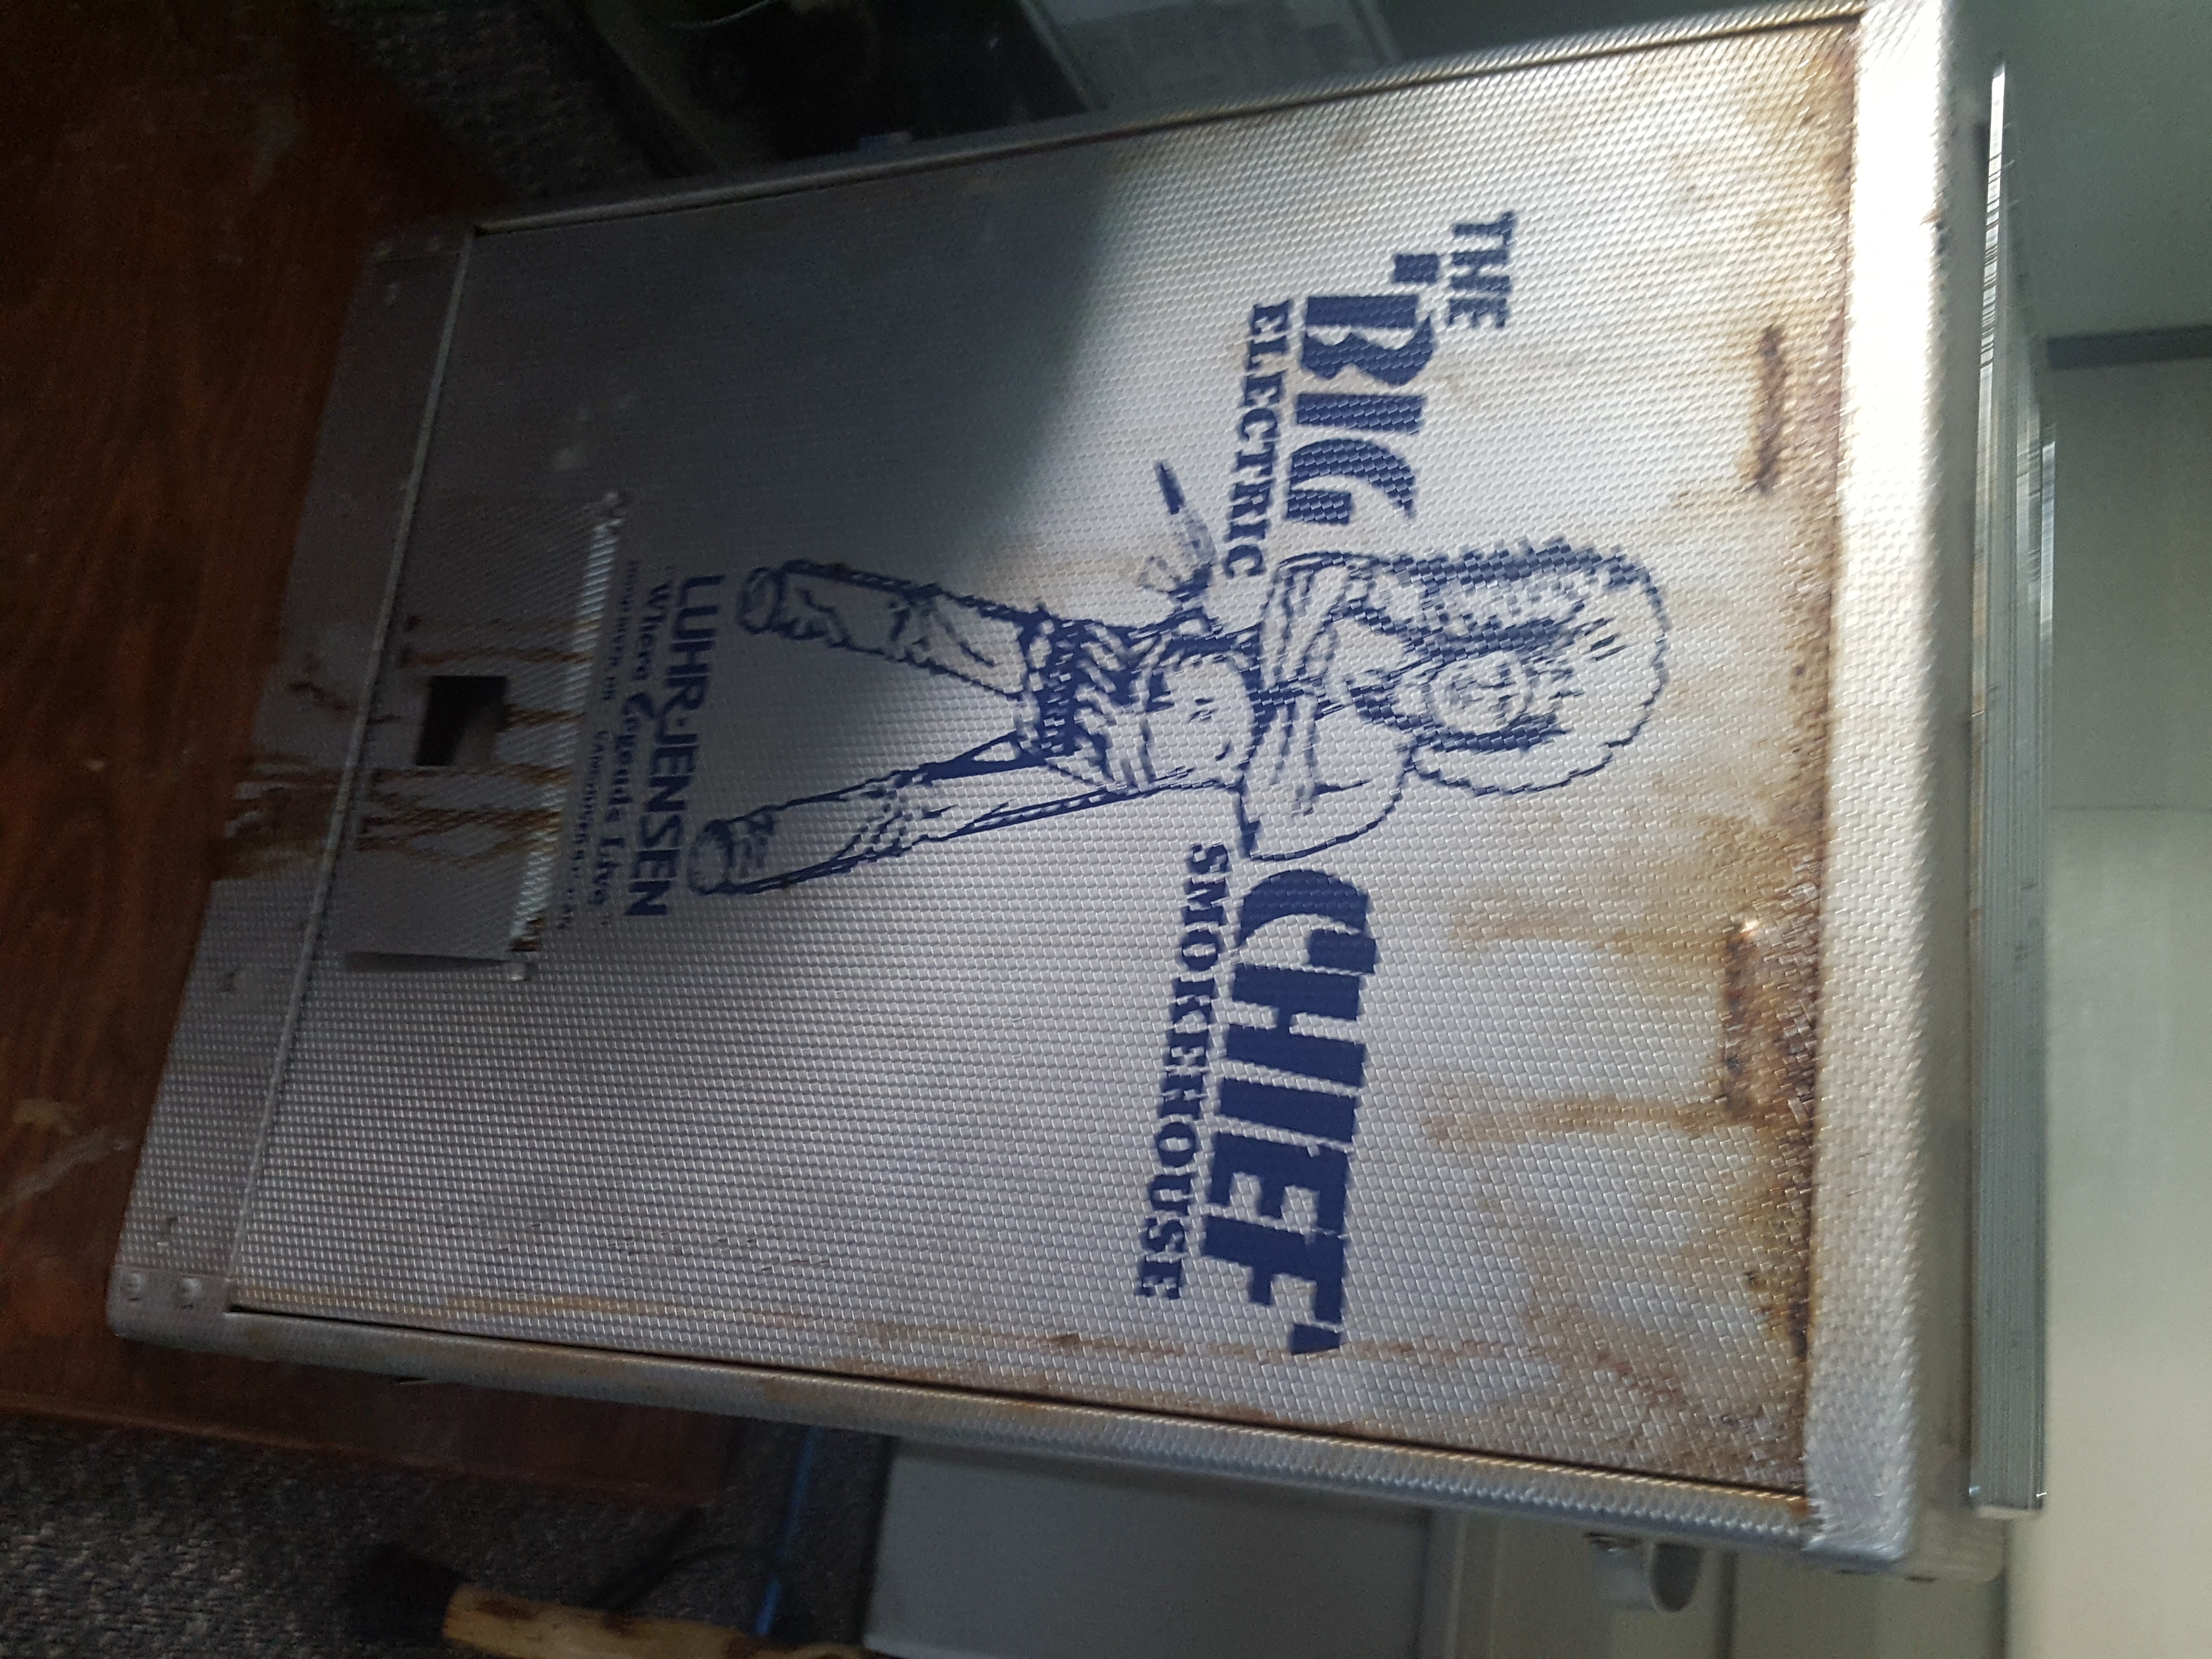 THE
"BIG CHIEF"
ELECTRIC SMOKEHOUSE
LUHR-JENSEN
"Where Legends Live"